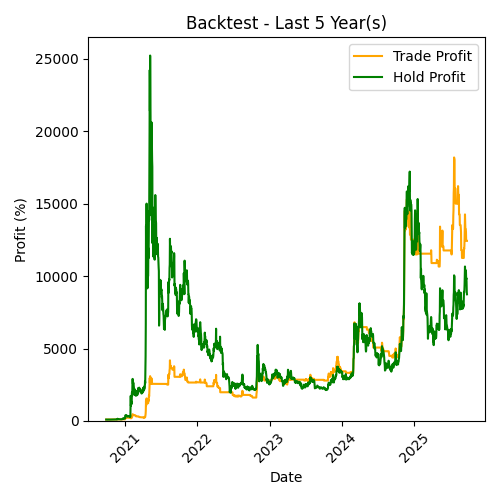 Backtest - Last 5 Year(s)
Trade Profit
Hold Profit
25000
20000
15000
10000
5000
0
Profit (%)
2021
2022
2023
2024
2025
Date